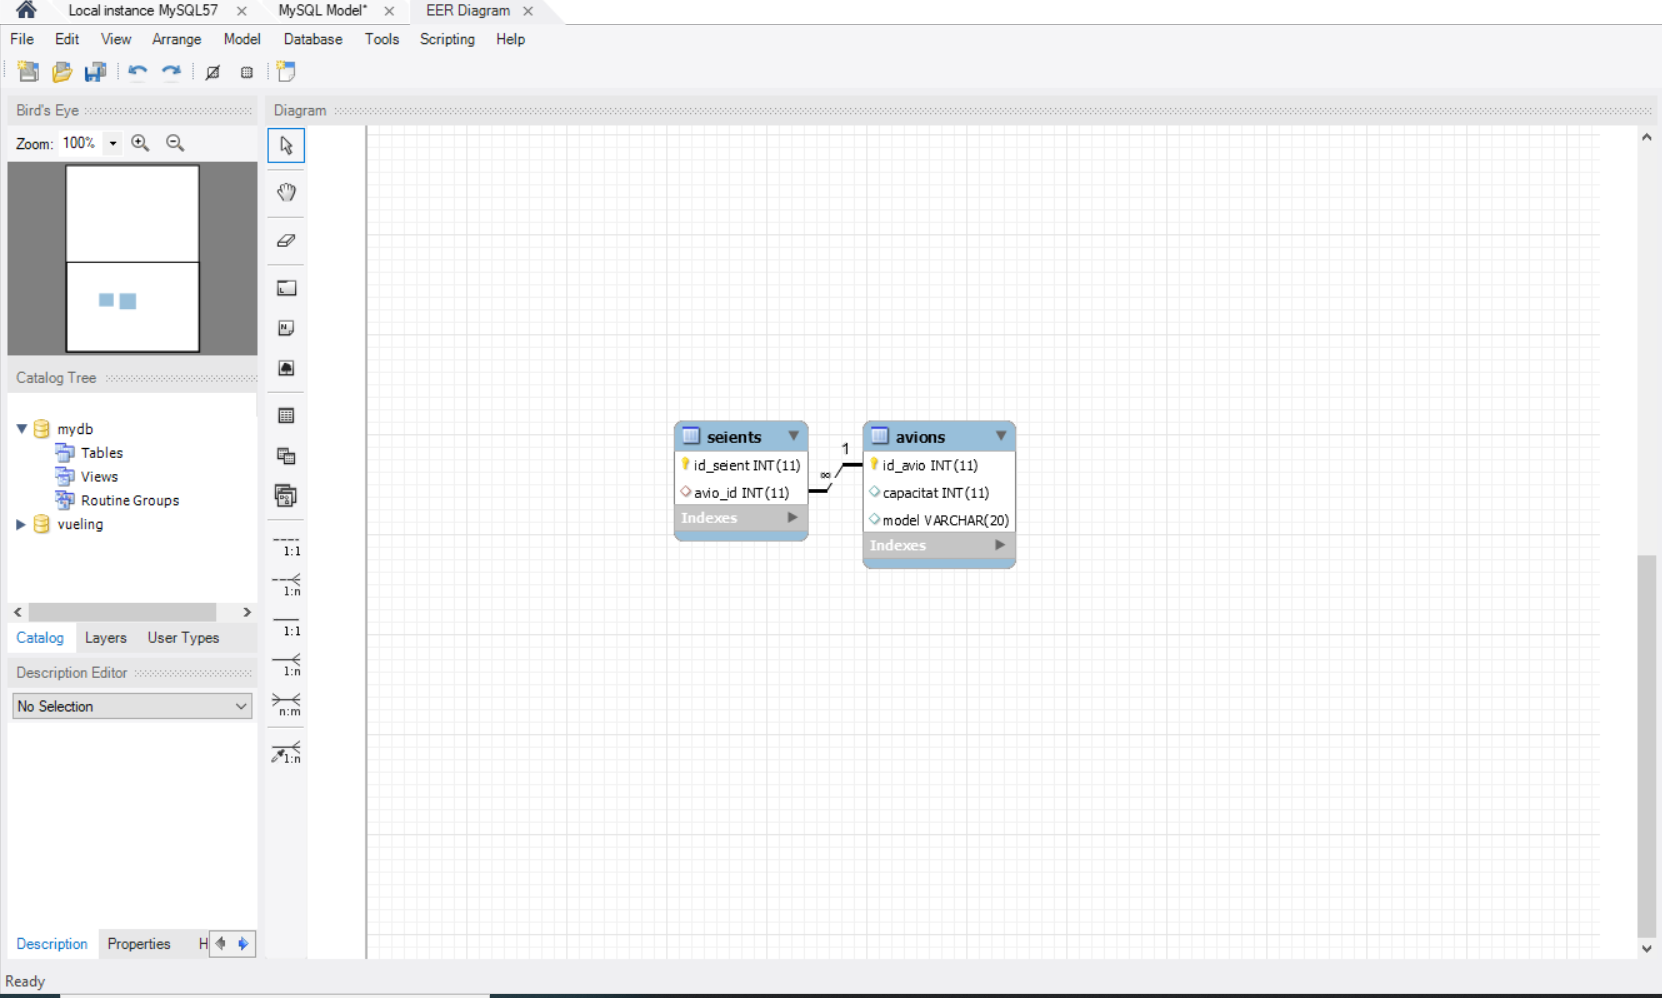 Local instance MySQL57
MySQL Model*
EER Diagram
File Edit View Arrange Model Database Tools Scripting Help
Bird's Eye
Diagram
Zoom: 100%
Catalog Tree
mydb
Tables
Views
Routine Groups
vueling
Catalog Layers User Types
Description Editor
No Selection
Description Properties H
Ready
1:1
1:n
1:1
1:n
n:m
1:n
seients
id_seient INT(11)
avio_id INT(11)
Indexes
∞
1
avions
id_avio INT(11)
capacitat INT(11)
model VARCHAR(20)
Indexes